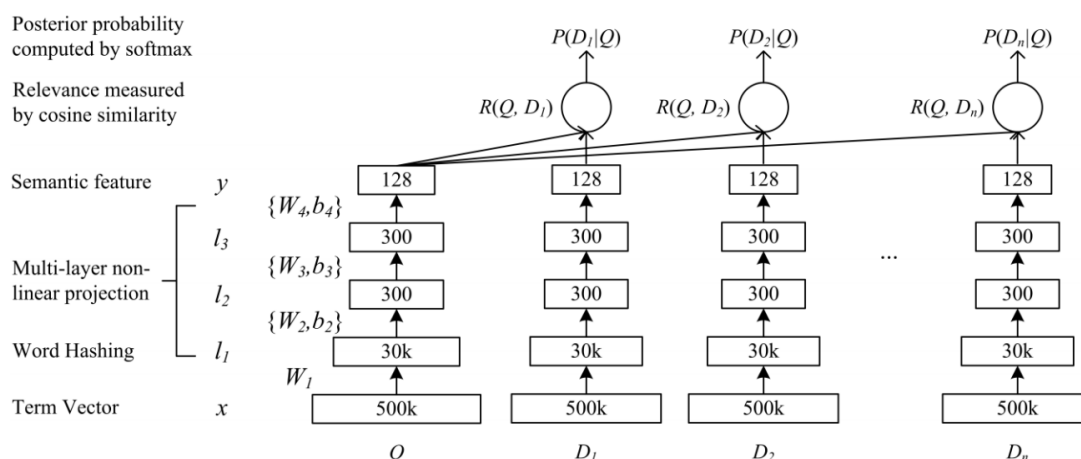 Posterior probability
computed by softmax
P(D1|Q) P(D2|Q) P(Dn|Q)
Relevance measured
by cosine similarity
R(Q, D1) R(Q, D2) R(Q, Dn)
Semantic feature y 128 128 128 128
{W4,b4}
l3 300 300 300 300
Multi-layer non-
linear projection
{W3,b3}
...
l2 300 300 300 300
{W2,b2}
Word Hashing l1 30k 30k 30k 30k
W1
Term Vector x 500k 500k 500k 500k
Q D1 D2 Dn